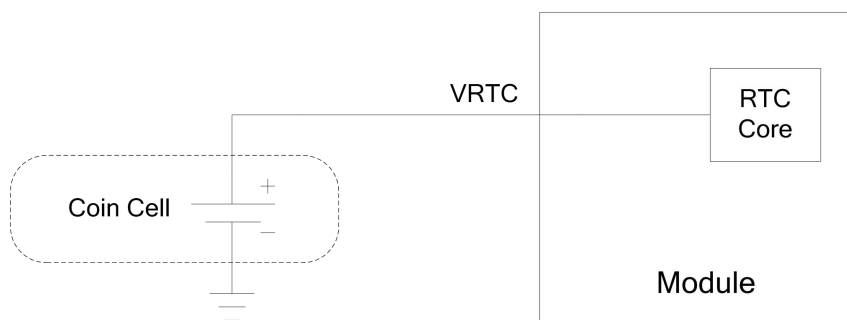 VRTC
RTC
Core
+
Coin Cell
–
Module